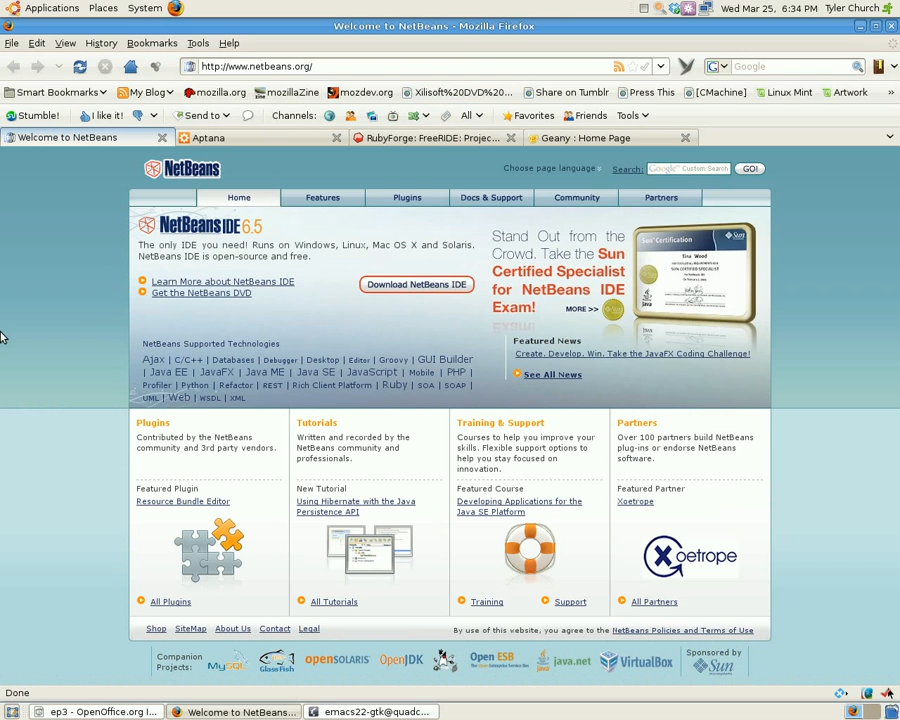 Applications Places System
Wed Mar 25, 6:34 PM Tyler Church
Welcome to NetBeans - Mozilla Firefox
File Edit View History Bookmarks Tools Help
http://www.netbeans.org/
Google
Smart Bookmarks My Blog mozilla.org mozillaZine mozdev.org Xilisoft%20DVD%20... Share on Tumblr Press This [CMachine] Linux Mint Artwork »
Stumble! I like it! Send to Channels: All Favorites Friends Tools
Welcome to NetBeans Aptana RubyForge: FreeRIDE: Projec... Geany : Home Page
NetBeans
Choose page language Search: Google™ Custom Search GO!
Home Features Plugins Docs & Support Community Partners
NetBeans IDE 6.5
The only IDE you need! Runs on Windows, Linux, Mac OS X and Solaris.
NetBeans IDE is open-source and free.
Learn More about NetBeans IDE
Get the NetBeans DVD
Download NetBeans IDE
Stand Out from the
Crowd. Take the Sun
Certified Specialist
for NetBeans IDE
Exam!
MORE >>
Sun Certification
Tina Wood
NetBeans Supported Technologies
Ajax | C/C++ | Databases | Debugger | Desktop | Editor | Groovy | GUI Builder
| Java EE | JavaFX | Java ME | Java SE | JavaScript | Mobile | PHP |
Profiler | Python | Refactor | REST | Rich Client Platform | Ruby | SOA | SOAP |
UML | Web | WSDL | XML
Featured News
Create. Develop. Win. Take the JavaFX Coding Challenge!
See All News
Plugins
Contributed by the NetBeans
community and 3rd party vendors.
Featured Plugin
Resource Bundle Editor
All Plugins
Tutorials
Written and recorded by the
NetBeans community and
professionals.
New Tutorial
Using Hibernate with the Java
Persistence API
All Tutorials
Training & Support
Courses to help you improve your
skills. Flexible support options to
help you stay focused on
innovation.
Featured Course
Developing Applications for the
Java SE Platform
Training Support
Partners
Over 100 partners build NetBeans
plug-ins or endorse NetBeans
software.
Featured Partner
Xoetrope
Xoetrope
All Partners
Shop SiteMap About Us Contact Legal
By use of this website, you agree to the NetBeans Policies and Terms of Use
Companion
Projects:
MySQL GlassFish openSOLARIS OpenJDK Open ESB java.net VirtualBox
Sponsored by
Sun
Done
ep3 - OpenOffice.org I... Welcome to NetBeans... emacs22-gtk@quadc...